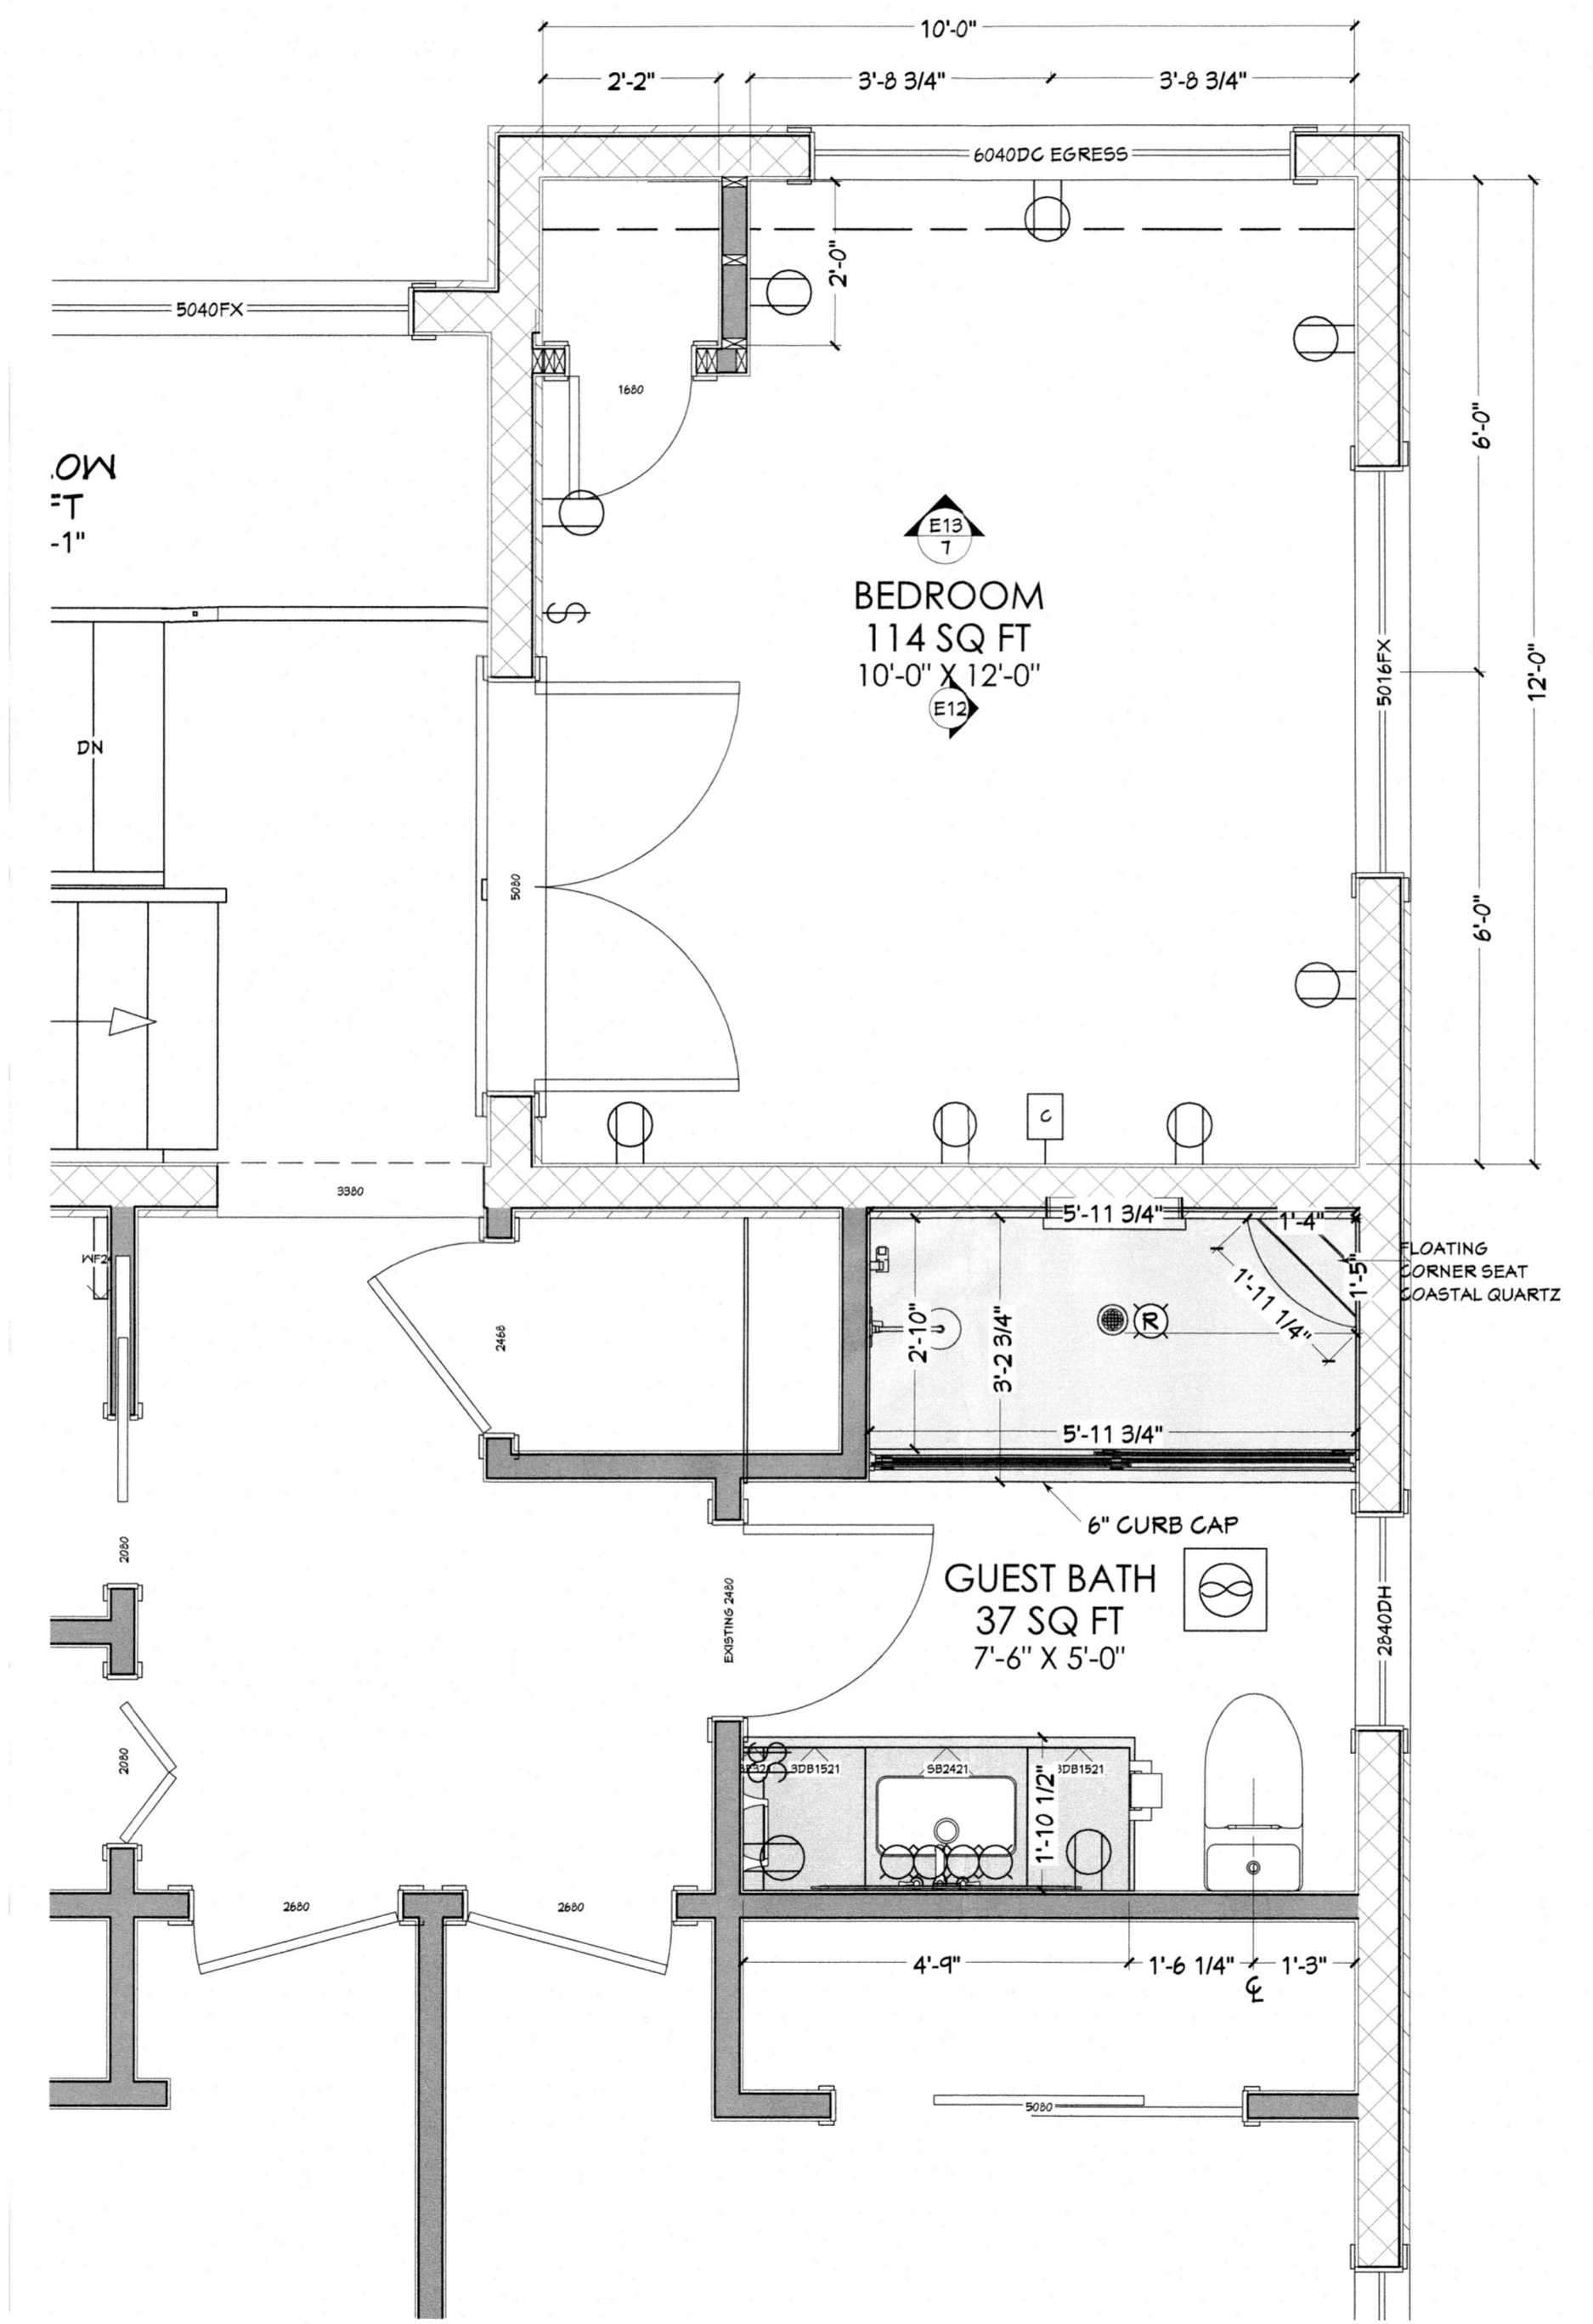 10'-0"
2'-2"
3'-8 3/4"
3'-8 3/4"
6040DC EGRESS
5040FX
2'-0"
1680
6'-0"
.OW
FT
-1"
E13
7
BEDROOM
114 SQ FT
10'-0" X 12'-0"
E12
5016FX
12'-0"
DN
5080
6'-0"
C
3380
5'-11 3/4"
1'-4"
FLOATING
CORNER SEAT
COASTAL QUARTZ
1'-5"
1'-11 1/4"
2468
2'-10"
3'-2 3/4"
R
5'-11 3/4"
6" CURB CAP
2080
EXISTING 2480
GUEST BATH
37 SQ FT
7'-6" X 5'-0"
2840DH
2080
3DB1521
SB2421
3DB1521
1'-10 1/2"
2680
2680
4'-9"
1'-6 1/4"
1'-3"
5080